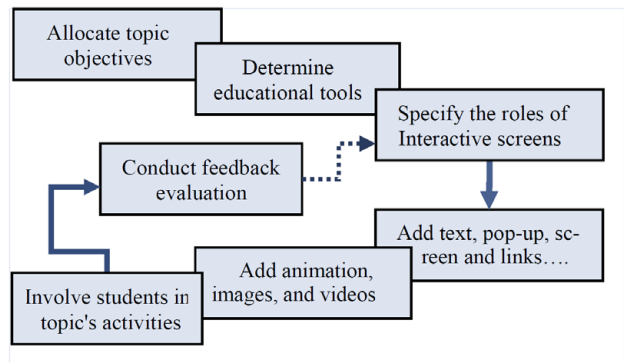 Allocate topic
objectives
Determine
educational tools
Specify the roles of
Interactive screens
Conduct feedback
evaluation
Add text, pop-up, sc-
reen and links....
Add animation,
images, and videos
Involve students in
topic's activities